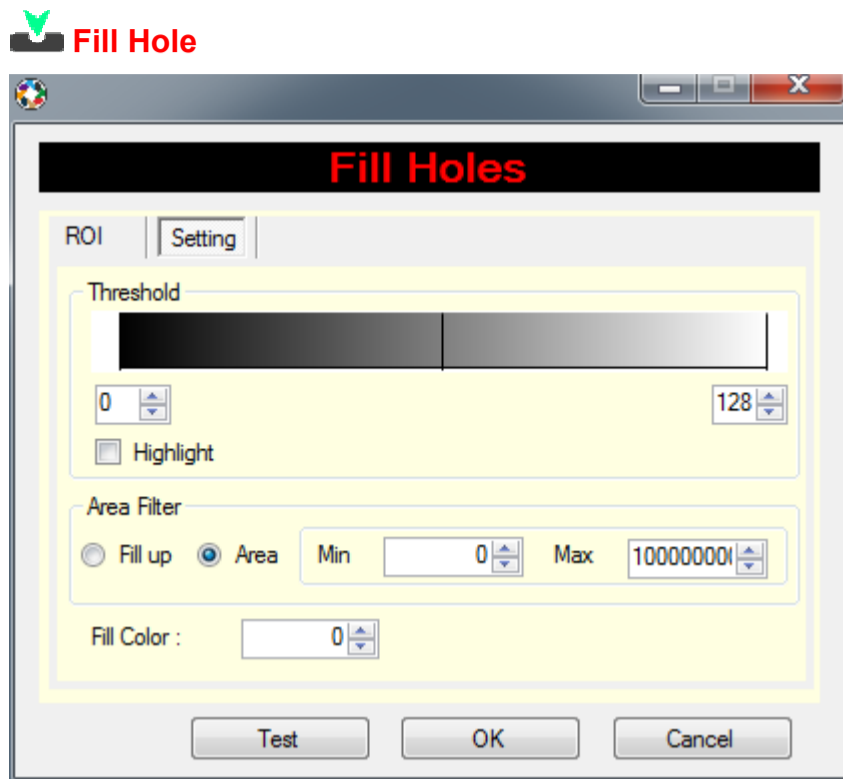 Fill Hole
Fill Holes
ROI Setting
Threshold
0 128
Highlight
Area Filter
Fill up Area Min 0 Max
Fill Color : 0
Test OK Cancel